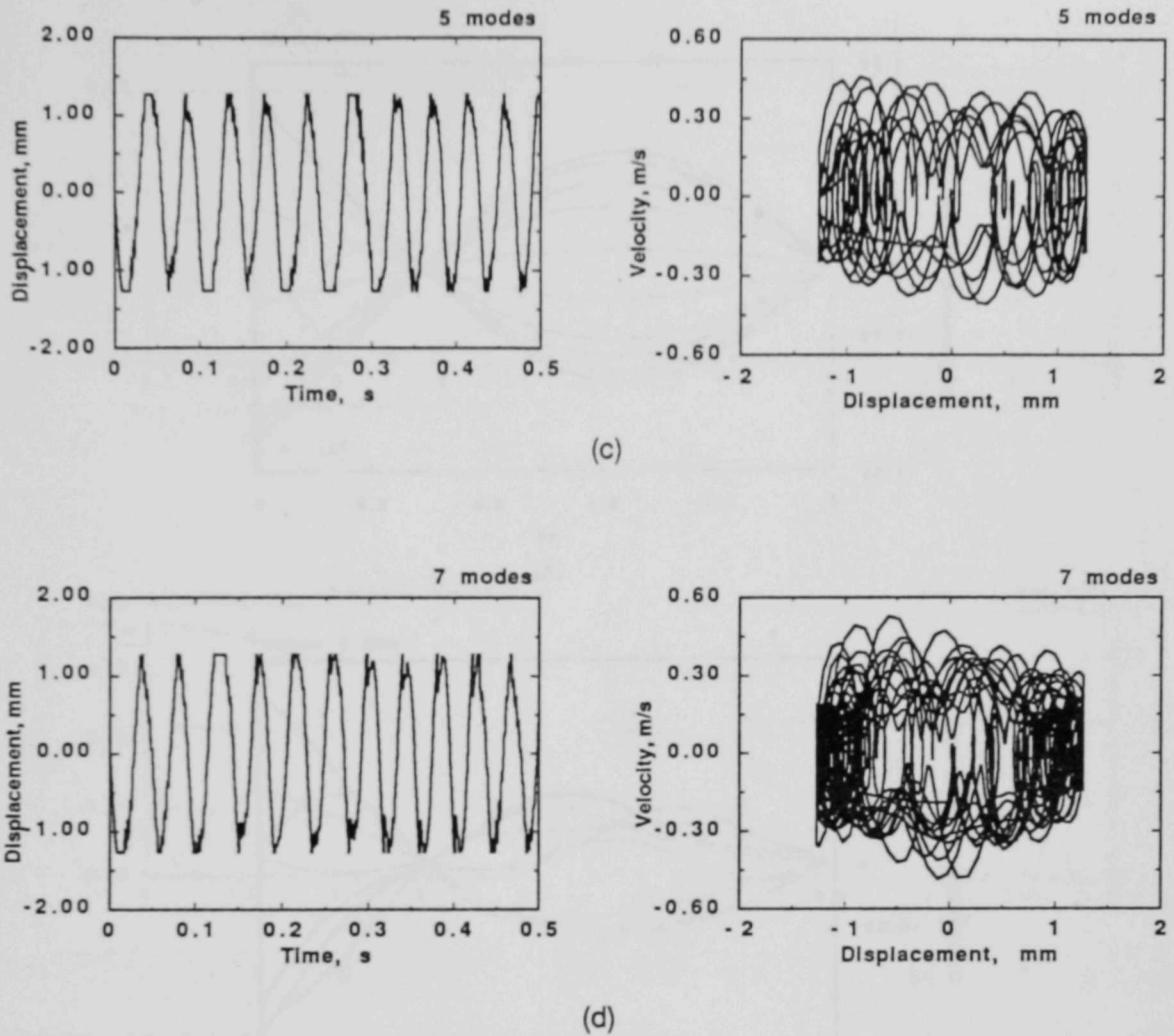 5 modes
2.00
1.00
0.00
-1.00
-2.00
Displacement, mm
0 0.1 0.2 0.3 0.4 0.5
Time, s
5 modes
0.60
0.30
0.00
-0.30
-0.60
Velocity, m/s
-2 -1 0 1 2
Displacement, mm
(c)
7 modes
2.00
1.00
0.00
-1.00
-2.00
Displacement, mm
0 0.1 0.2 0.3 0.4 0.5
Time, s
7 modes
0.60
0.30
0.00
-0.30
-0.60
Velocity, m/s
-2 -1 0 1 2
Displacement, mm
(d)